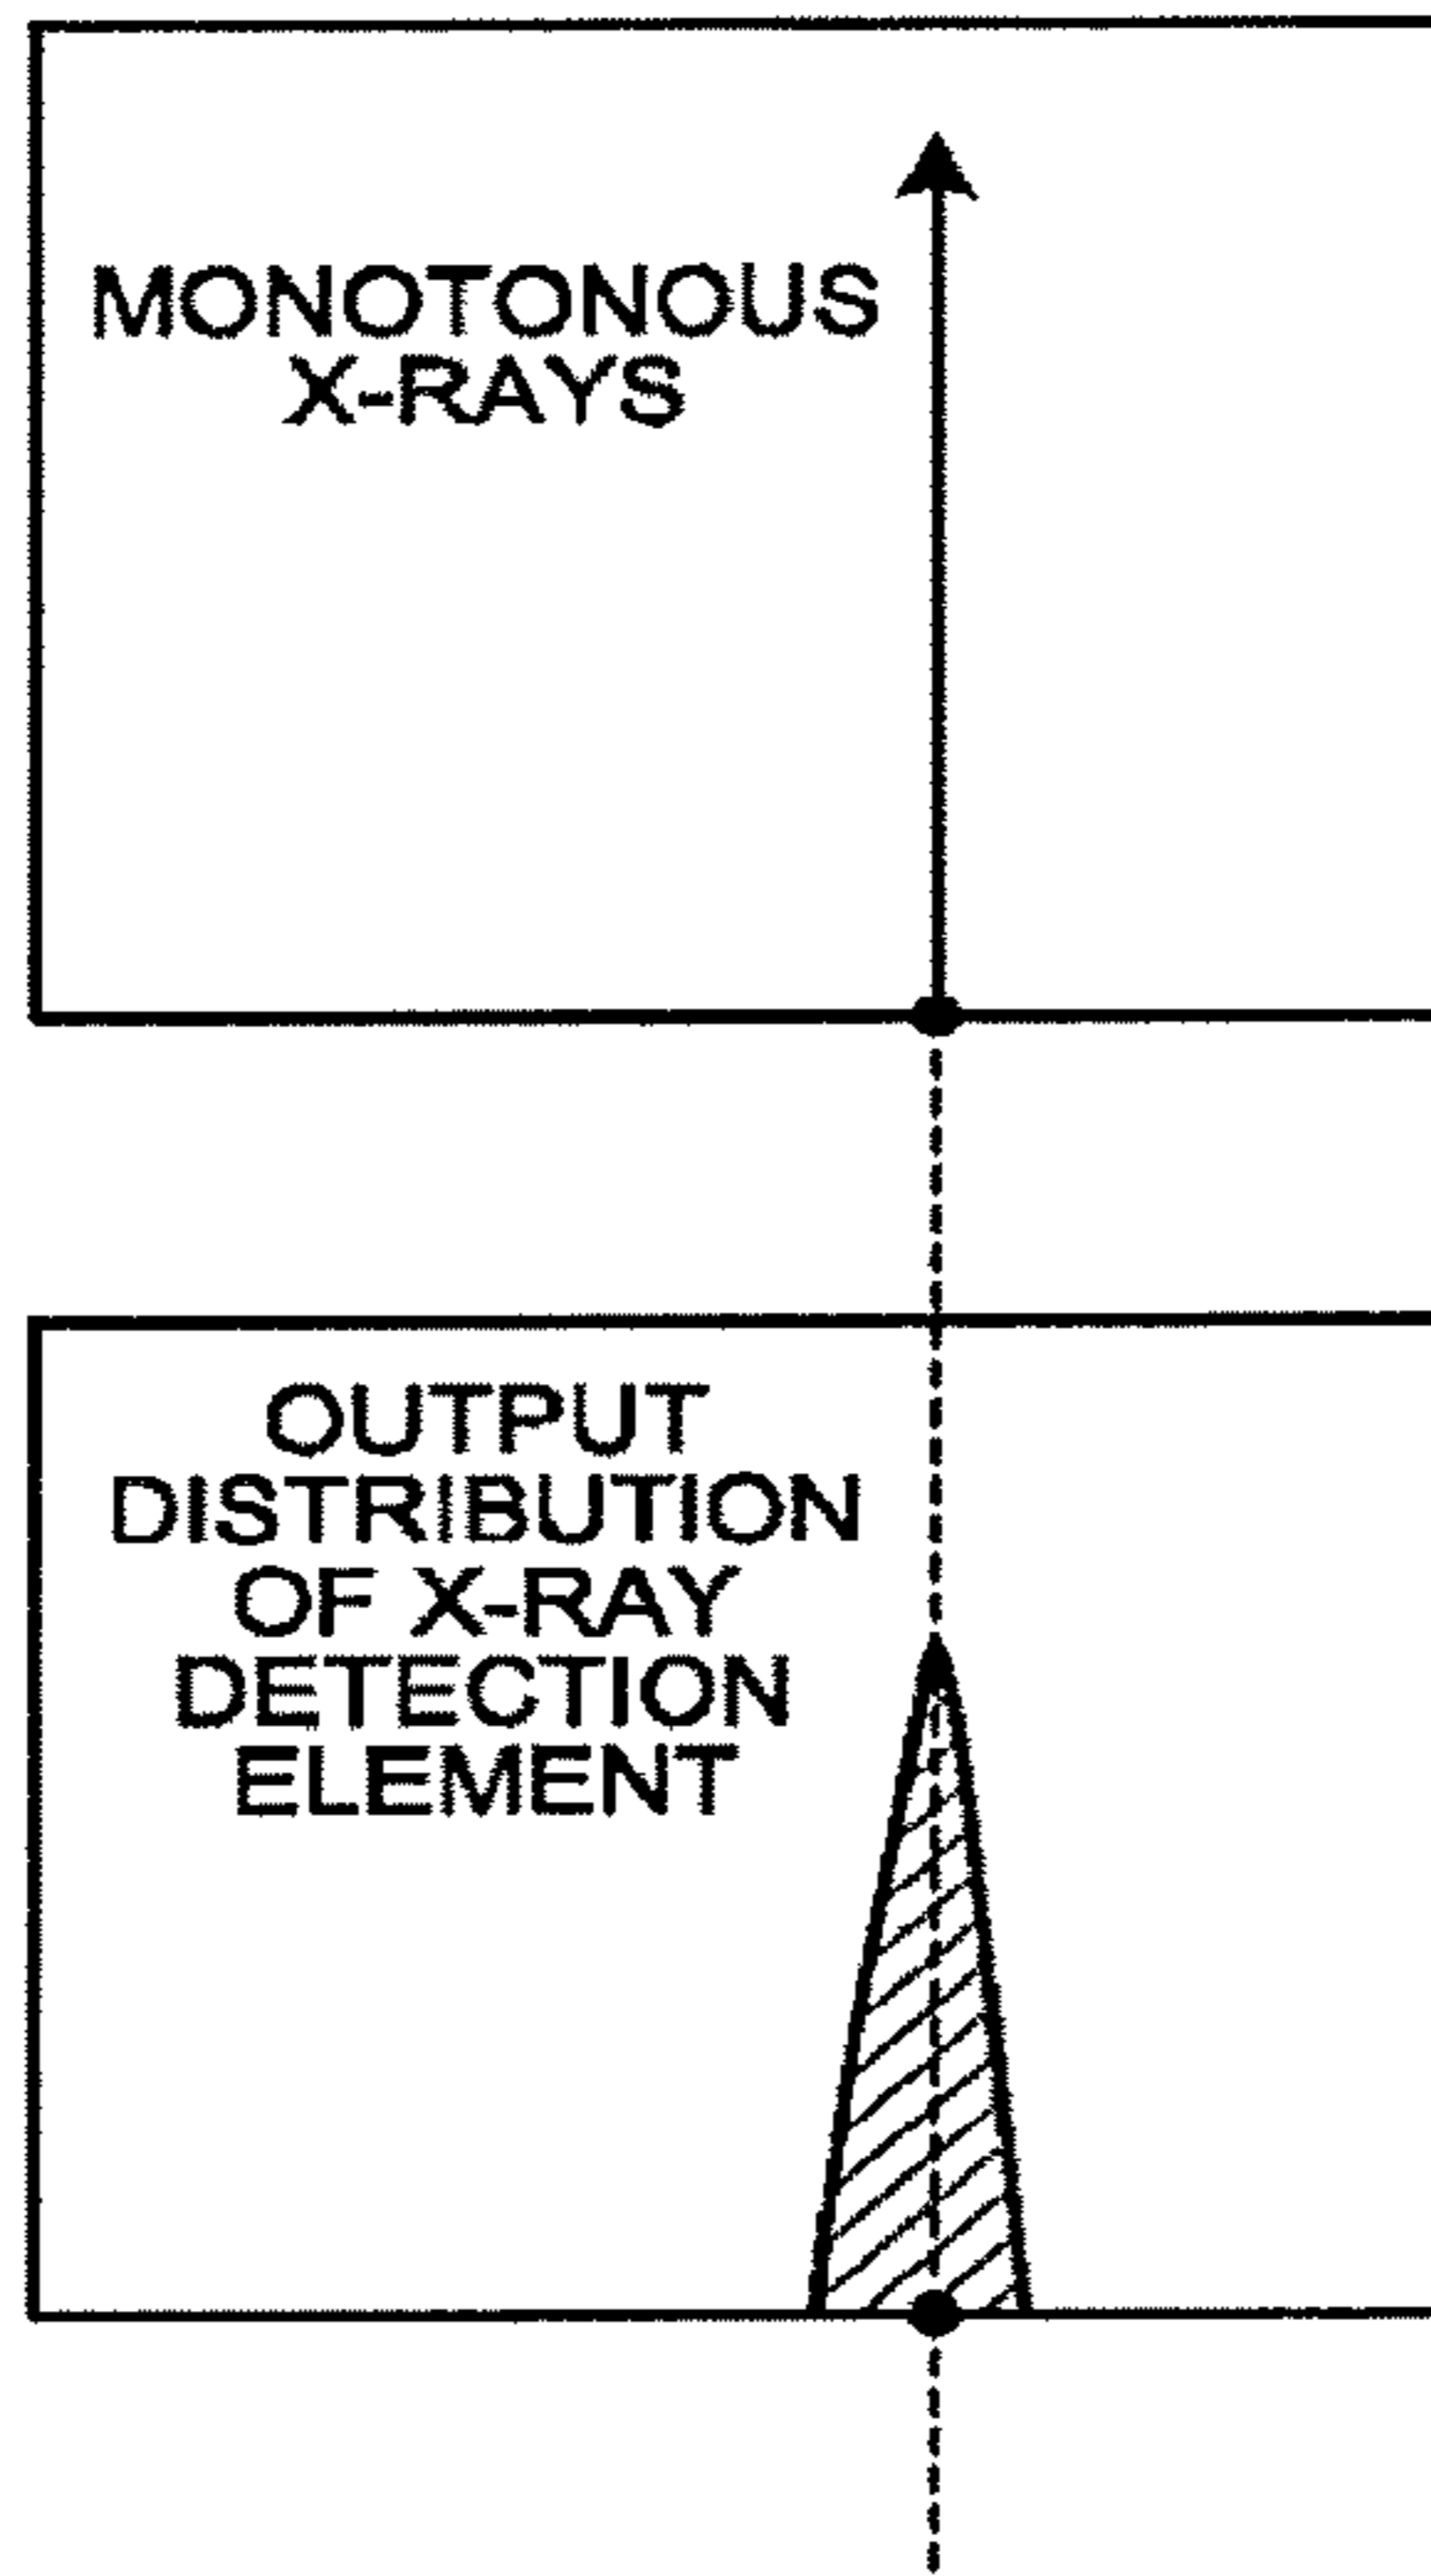 MONOTONOUS
X-RAYS
OUTPUT
DISTRIBUTION
OF X-RAY
DETECTION
ELEMENT